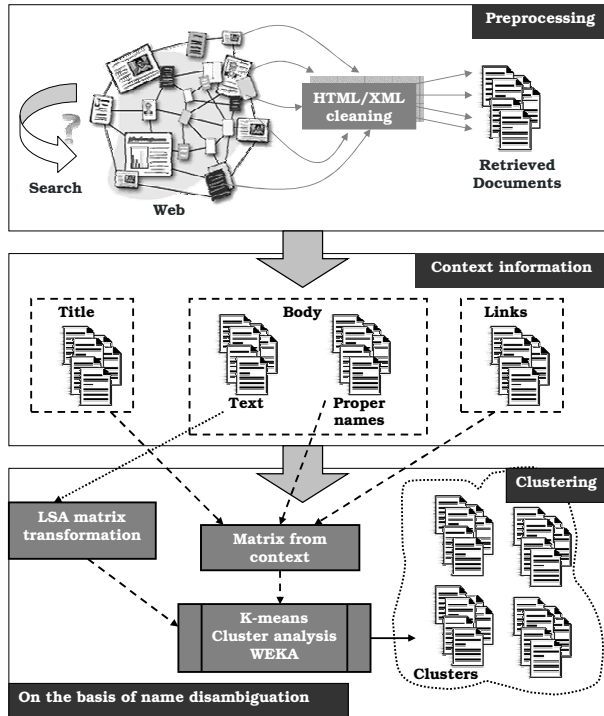 Preprocessing
HTML/XML
cleaning
?
Search
Web
Retrieved
Documents
Context information
Title
Body
Links
Text
Proper
names
Clustering
LSA matrix
transformation
Matrix from
context
K-means
Cluster analysis
WEKA
Clusters
On the basis of name disambiguation